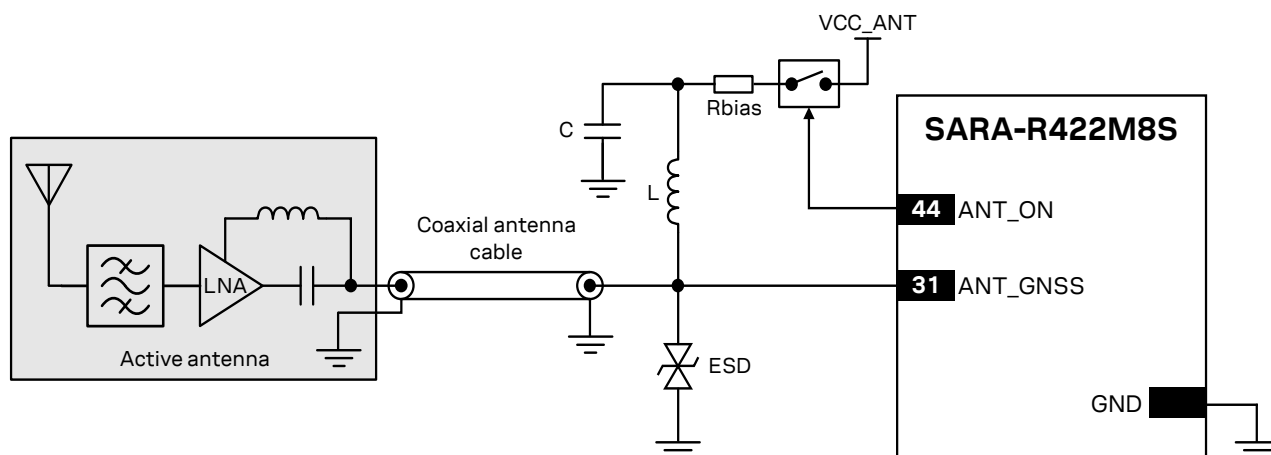 VCC_ANT
Rbias
C
L
SARA-R422M8S
44 ANT_ON
Coaxial antenna
cable
LNA
31 ANT_GNSS
Active antenna
ESD
GND